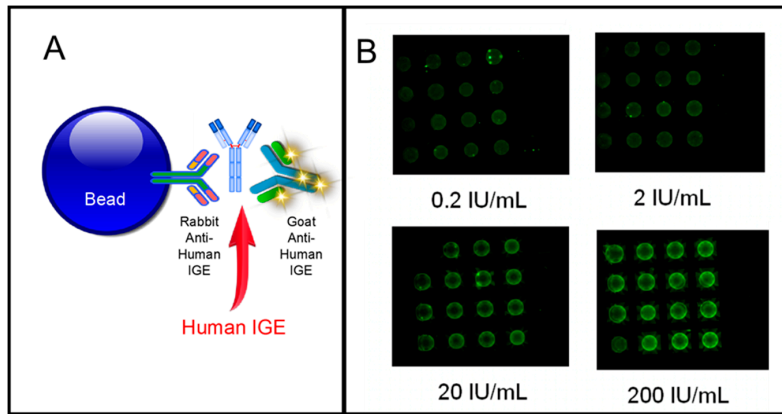 A
Bead
Rabbit
Anti-
Human
IGE
Goat
Anti-
Human
IGE
Human IGE
B
0.2 IU/mL
2 IU/mL
20 IU/mL
200 IU/mL